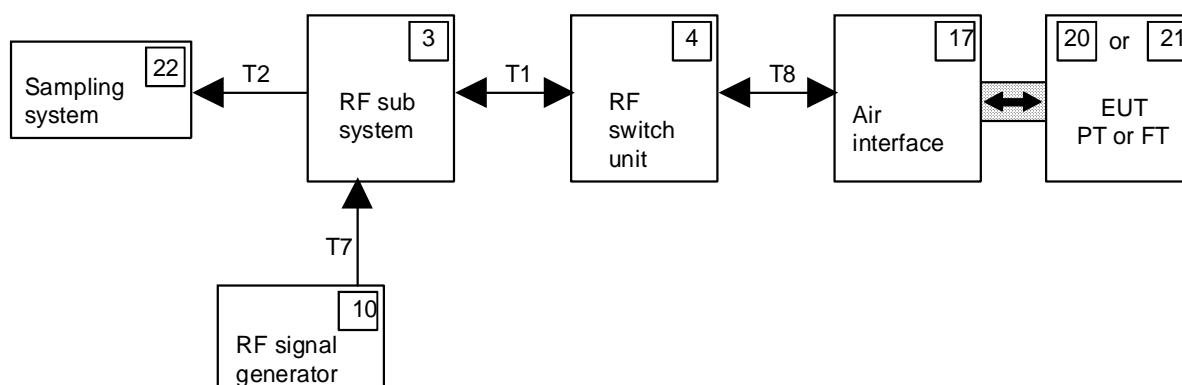 22
Sampling
system
T2
3
RF sub
system
T1
4
RF
switch
unit
T8
17
Air
interface
20 or 21
EUT
PT or FT
T7
10
RF signal
generator